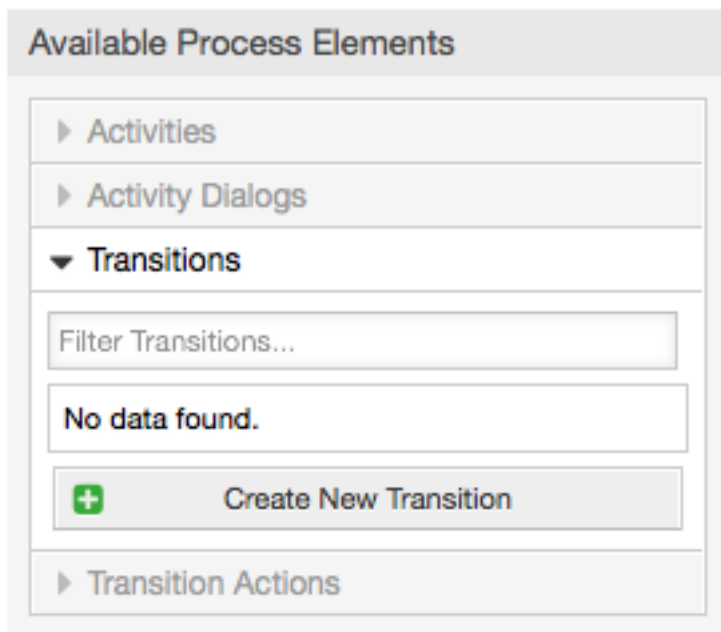 Available Process Elements
Activities
Activity Dialogs
Transitions
Filter Transitions...
No data found.
Create New Transition
Transition Actions